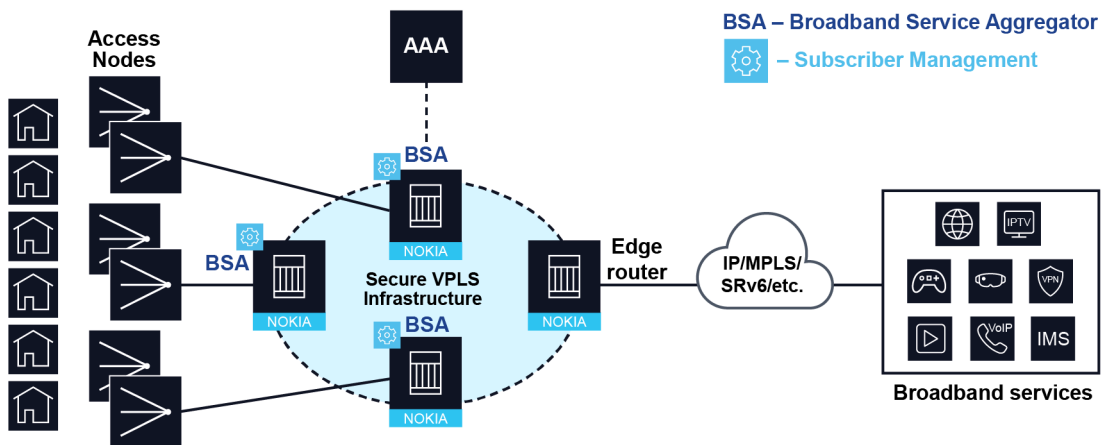 BSA – Broadband Service Aggregator
– Subscriber Management
Access
Nodes
AAA
BSA
NOKIA
BSA
NOKIA
Secure VPLS
Infrastructure
BSA
NOKIA
NOKIA
Edge
router
IP/MPLS/
SRv6/etc.
IPTV
VPN
VoIP
IMS
Broadband services